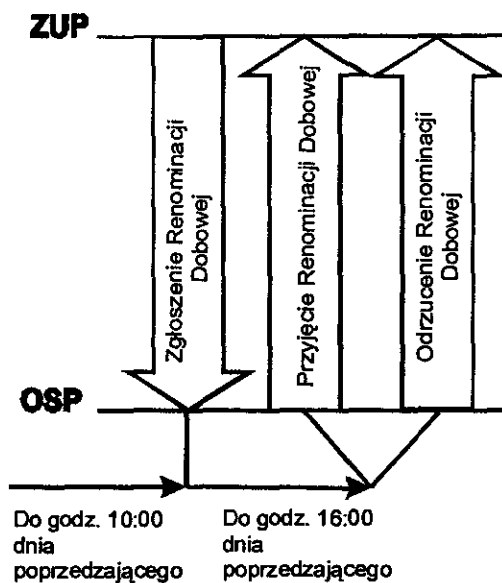 ZUP
Zgłoszenie Renominacji
Dobowej
Przyjęcie Renominacji Dobowej
Odrzucenie Renominacji
Dobowej
OSP
Do godz. 10:00
dnia
poprzedzającego
Do godz. 16:00
dnia
poprzedzającego